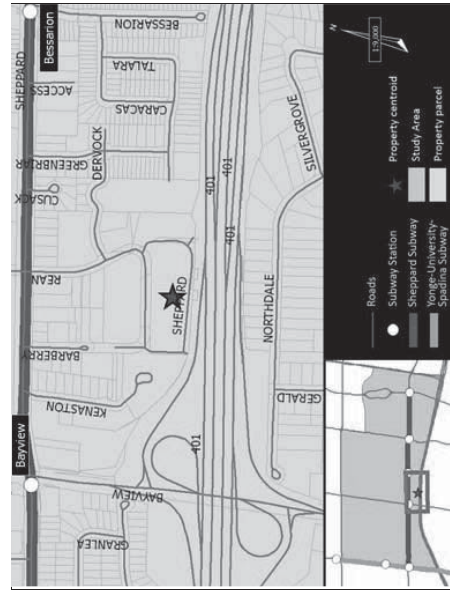 Bayview
Bessarion
SHEPPARD
BESSARION
TALARA
ACCESS
CARACAS
GREENBRIAR
DERVOCK
CUSACK
REAN
BARBERRY
KENASTON
SHEPPARD
401
401
401
401
BAYVIEW
GRANLEA
SILVERGROVE
NORTHDALE
GERALD
N
1:9,000
Roads
Subway Station
Sheppard Subway
Yonge-University-
Spadina Subway
Property centroid
Study Area
Property parcel